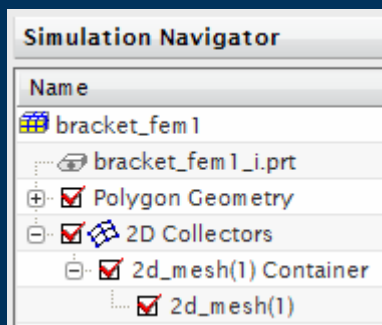 Simulation Navigator
Name
bracket_fem1
bracket_fem1_i.prt
Polygon Geometry
2D Collectors
2d_mesh(1) Container
2d_mesh(1)